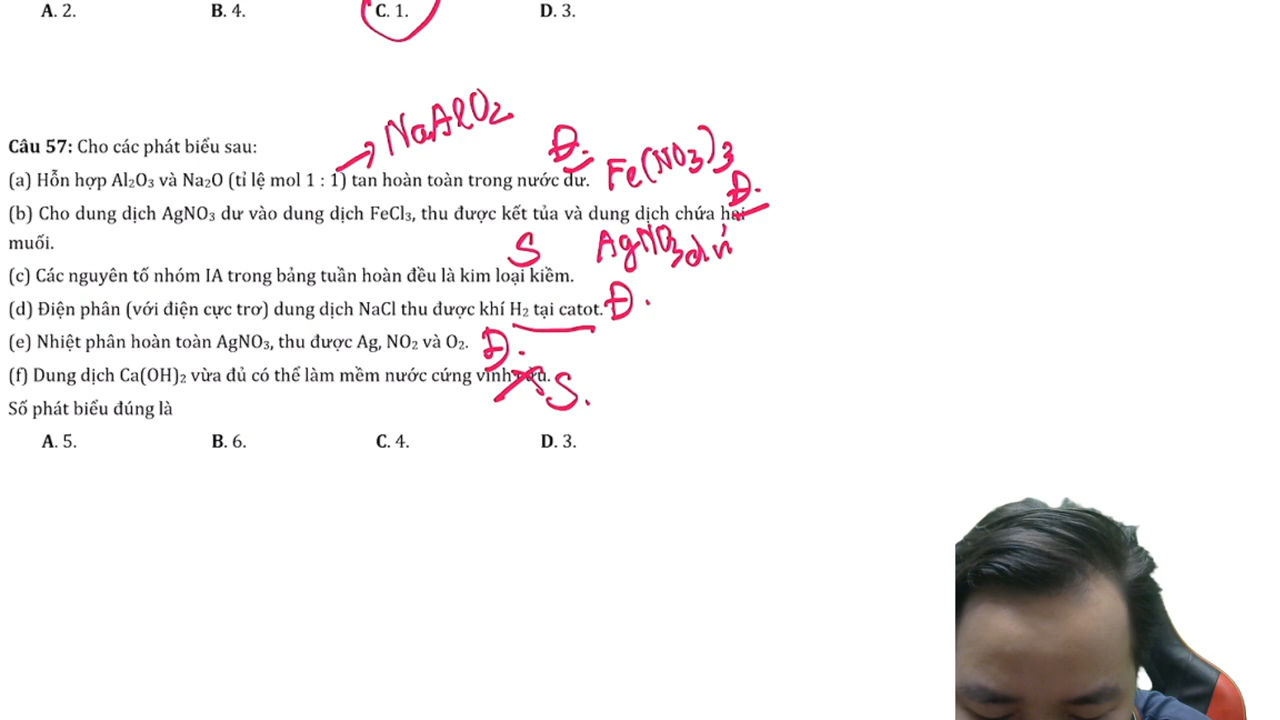 A. 2. B. 4. C. 1. D. 3.
NaAlO2
Câu 57: Cho các phát biểu sau:
Đ.
(a) Hỗn hợp Al₂O₃ và Na₂O (tỉ lệ mol 1 : 1) tan hoàn toàn trong nước dư. Fe(NO3)3
Đ.
(b) Cho dung dịch AgNO₃ dư vào dung dịch FeCl₃, thu được kết tủa và dung dịch chứa hai
muối.
S AgNO3 dư
(c) Các nguyên tố nhóm IA trong bảng tuần hoàn đều là kim loại kiềm.
(d) Điện phân (với điện cực trơ) dung dịch NaCl thu được khí H₂ tại catot. Đ.
(e) Nhiệt phân hoàn toàn AgNO₃, thu được Ag, NO₂ và O₂. Đ.
(f) Dung dịch Ca(OH)₂ vừa đủ có thể làm mềm nước cứng vĩnh cửu. S.
Số phát biểu đúng là
A. 5. B. 6. C. 4. D. 3.